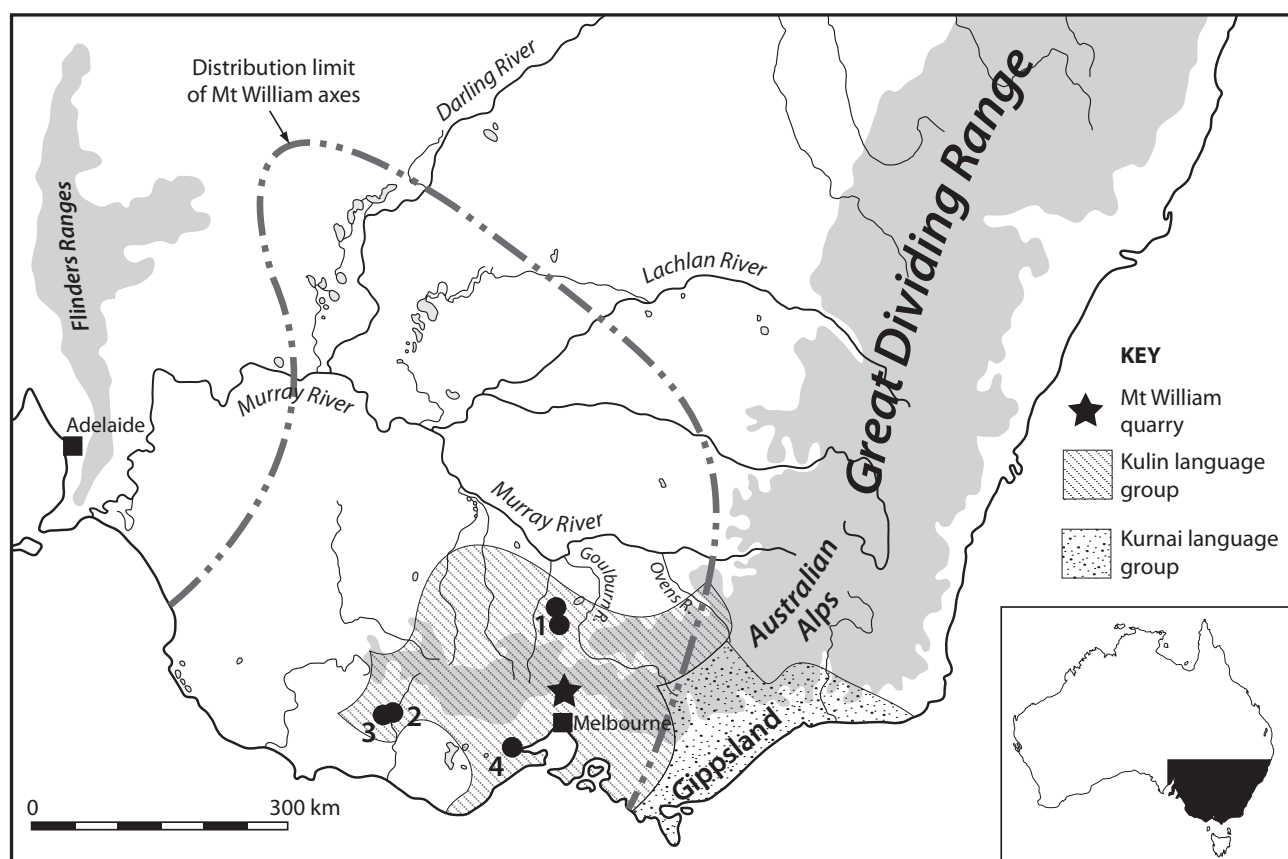 Distribution limit
of Mt William axes
Darling River
Great Dividing Range
Flinders Ranges
Lachlan River
KEY
Mt William
quarry
Adelaide
Murray River
Kulin language
group
Murray River
Goulburn R.
Ovens R.
Kurnai language
group
Australian
Alps
1
2
3
Melbourne
4
Gippsland
0
300 km